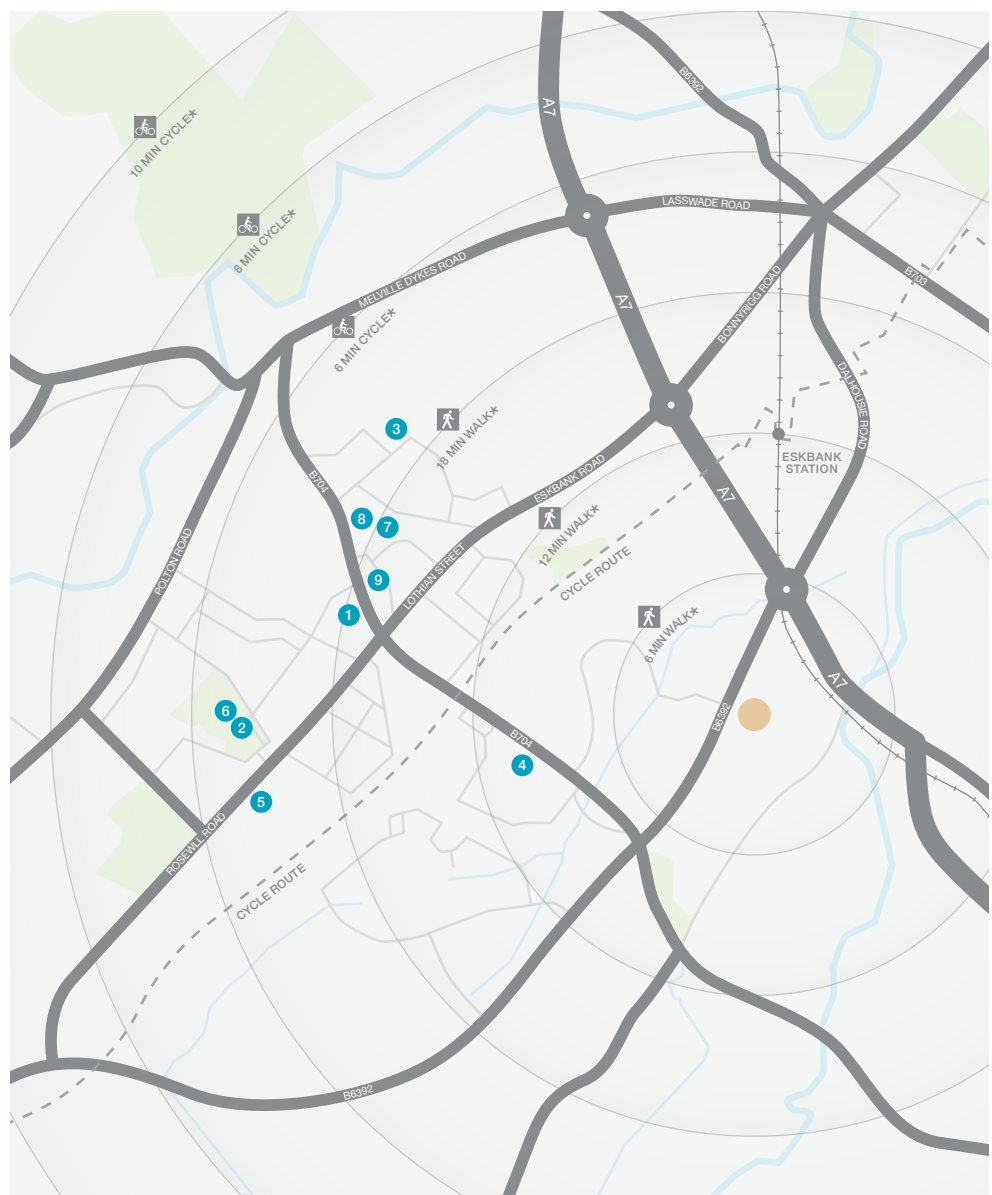 B6392
A7
10 MIN CYCLE*
LASSWADE ROAD
8 MIN CYCLE*
MELVILLE DYKES ROAD
B703
A7
BONNYRIGG ROAD
6 MIN CYCLE*
DALHOUSIE ROAD
3
18 MIN WALK*
ESKBANK
STATION
ESKBANK ROAD
B704
A7
8
7
12 MIN WALK*
POLTON ROAD
CYCLE ROUTE
LOTHIAN STREET
9
1
6 MIN WALK*
A7
6
2
B6392
B704
4
5
ROSEWILL ROAD
CYCLE ROUTE
B6392